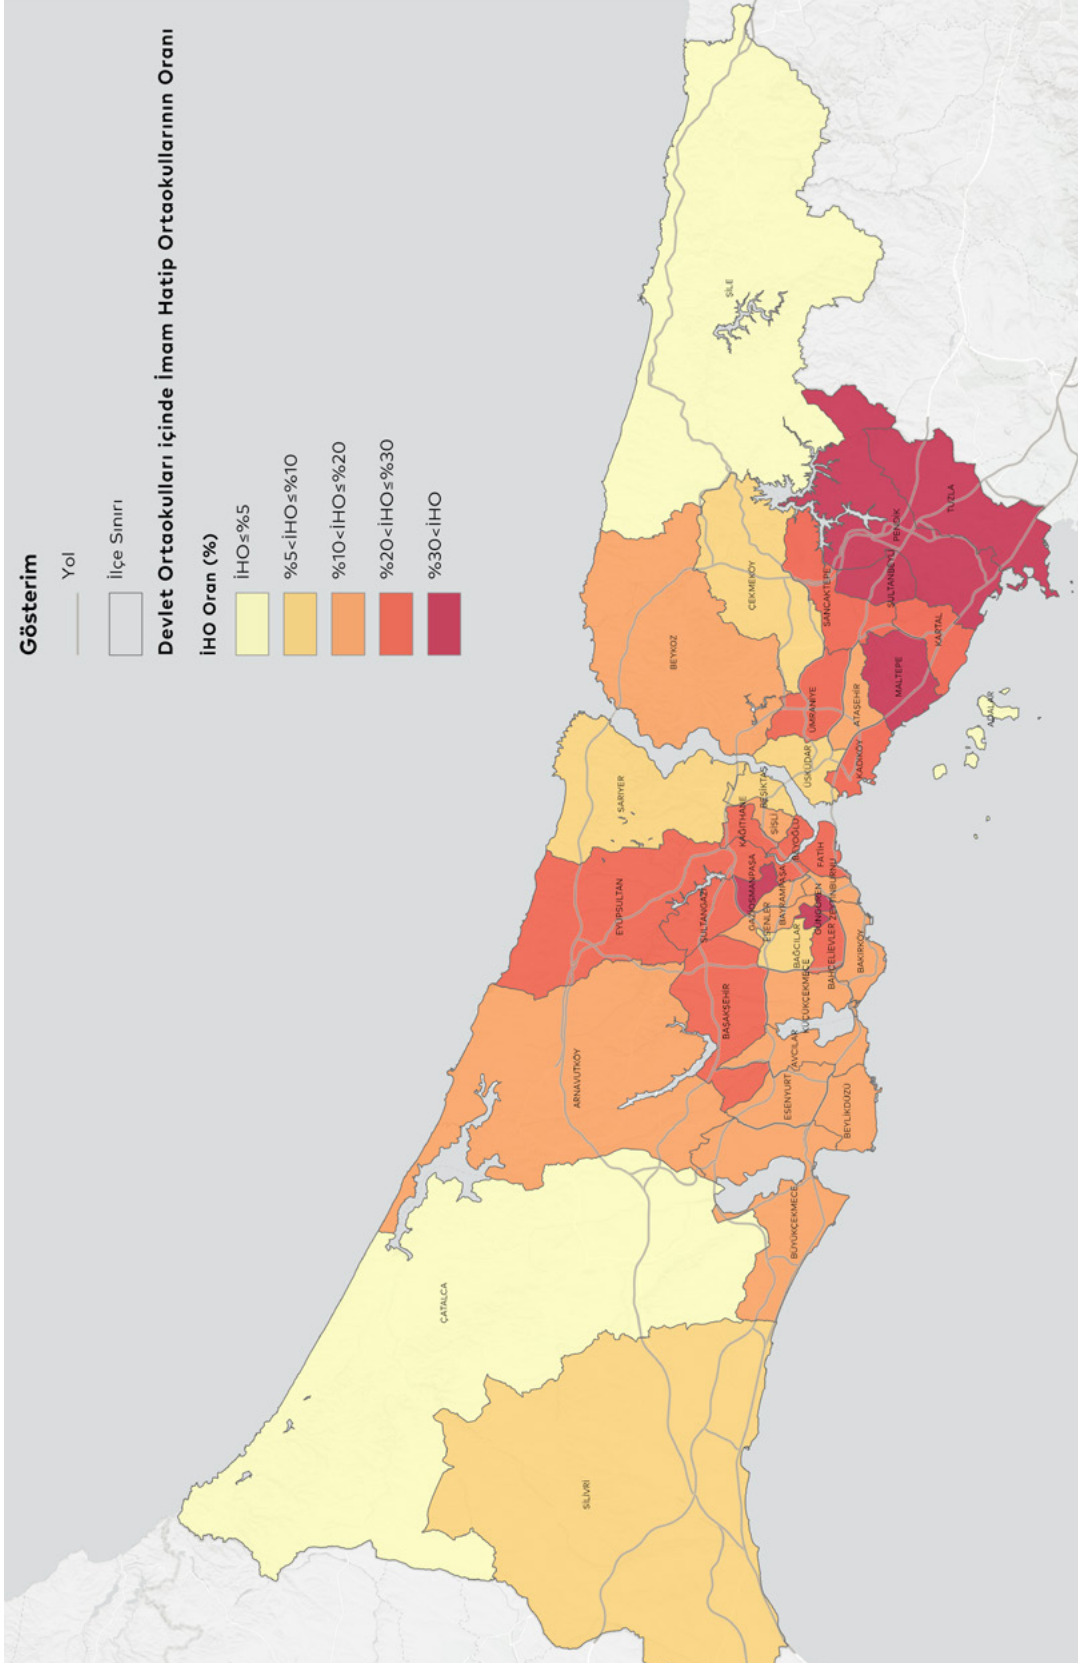 Gösterim
Yol
İlçe Sınırı
Devlet Ortaokulları içinde İmam Hatip Ortaokullarının Oranı
İHO Oran (%)
İHO≤%5
%5<İHO≤%10
%10<İHO≤%20
%20<İHO≤%30
%30<İHO
SİLİVRİ
ÇATALCA
BÜYÜKÇEKMECE
ARNAVUTKÖY
ESENYURT
BEYLİKDÜZÜ
AVCILAR
BAŞAKŞEHİR
KÜÇÜKÇEKMECE
BAKIRKÖY
BAHÇELİEVLER
BAĞCILAR
EYÜPSULTAN
SULTANGAZİ
ESENLER
GAZİOSMANPAŞA
BAYRAMPAŞA
GÜNGÖREN
ZEYTİNBURNU
FATİH
BEYOĞLU
ŞİŞLİ
KAĞITHANE
BEŞİKTAŞ
SARIYER
BEYKOZ
ÜSKÜDAR
KADIKÖY
ÜMRANİYE
ATAŞEHİR
MALTEPE
ADALAR
KARTAL
SANCAKTEPE
ÇEKMEKÖY
SULTANBEYLİ
PENDİK
TUZLA
ŞİLE